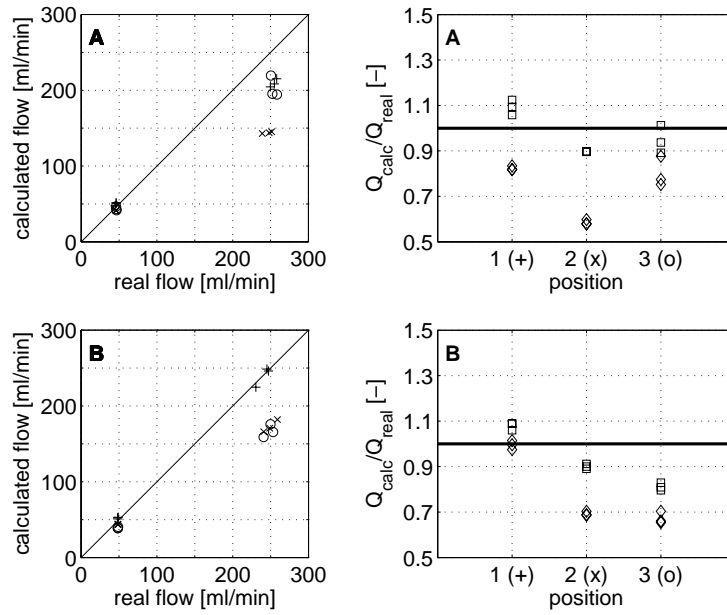 A
calculated flow [ml/min]
300
200
100
0
0 100 200 300
real flow [ml/min]
A
Q_calc/Q_real [−]
1.5
1.3
1.1
0.9
0.7
0.5
1 (+) 2 (x) 3 (o)
position
B
calculated flow [ml/min]
300
200
100
0
0 100 200 300
real flow [ml/min]
B
Q_calc/Q_real [−]
1.5
1.3
1.1
0.9
0.7
0.5
1 (+) 2 (x) 3 (o)
position